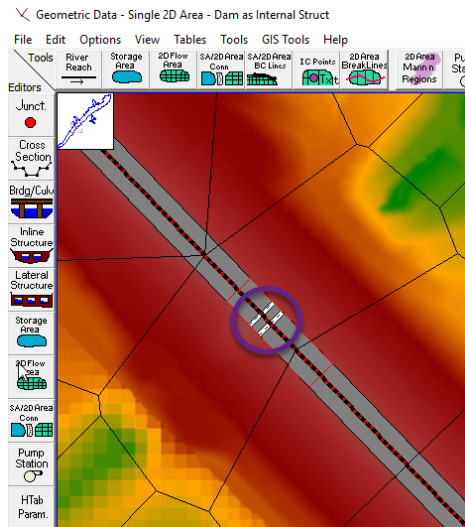 Geometric Data - Single 2D Area - Dam as Internal Struct
File Edit Options View Tables Tools GIS Tools Help
Tools
Editors
River
Reach
Storage
Area
2D Flow
Area
SA/2D Area
Conn
SA/2D Area
BC Lines
IC Points
2D Area
BreakLines
2D Area
Mann n
Regions
Pu
Sta
Junct.
Cross
Section
Brdg/Culv
Inline
Structure
Lateral
Structure
Storage
Area
2D Flow
Area
SA/2D Area
Conn
Pump
Station
HTab
Param.